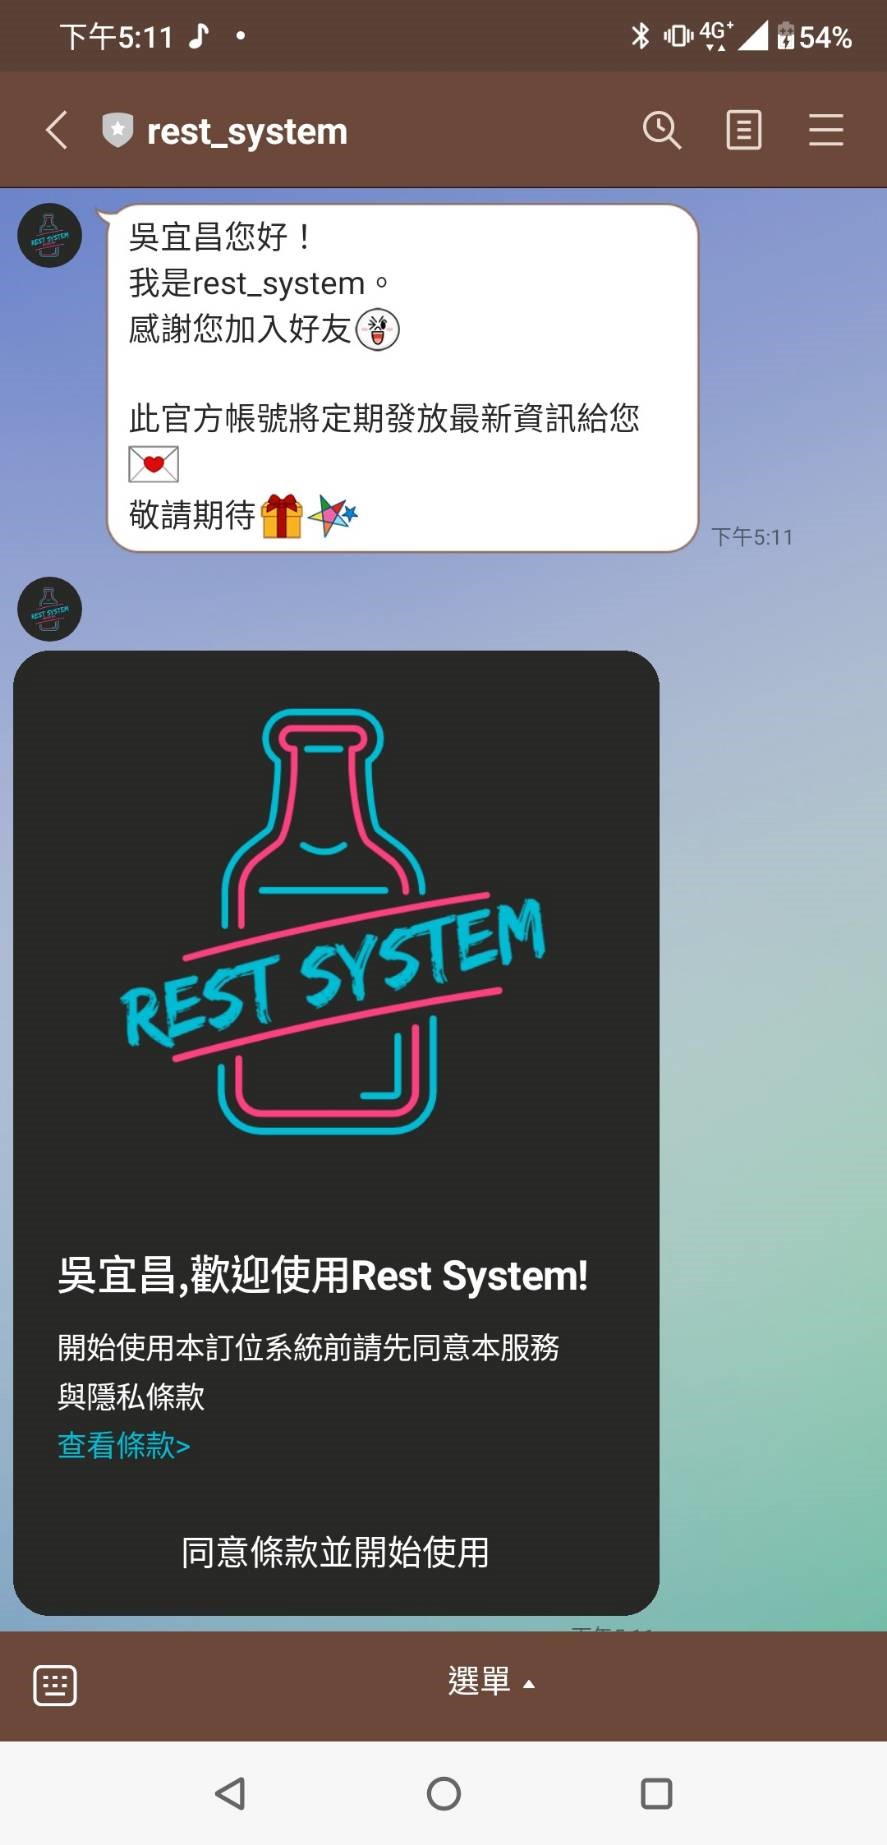 下午5:11
4G+
54%
rest_system
REST SYSTEM
吳宜昌您好！
我是rest_system。
感謝您加入好友
此官方帳號將定期發放最新資訊給您
敬請期待
下午5:11
REST SYSTEM
REST SYSTEM
吳宜昌,歡迎使用Rest System!
開始使用本訂位系統前請先同意本服務
與隱私條款
查看條款>
同意條款並開始使用
選單